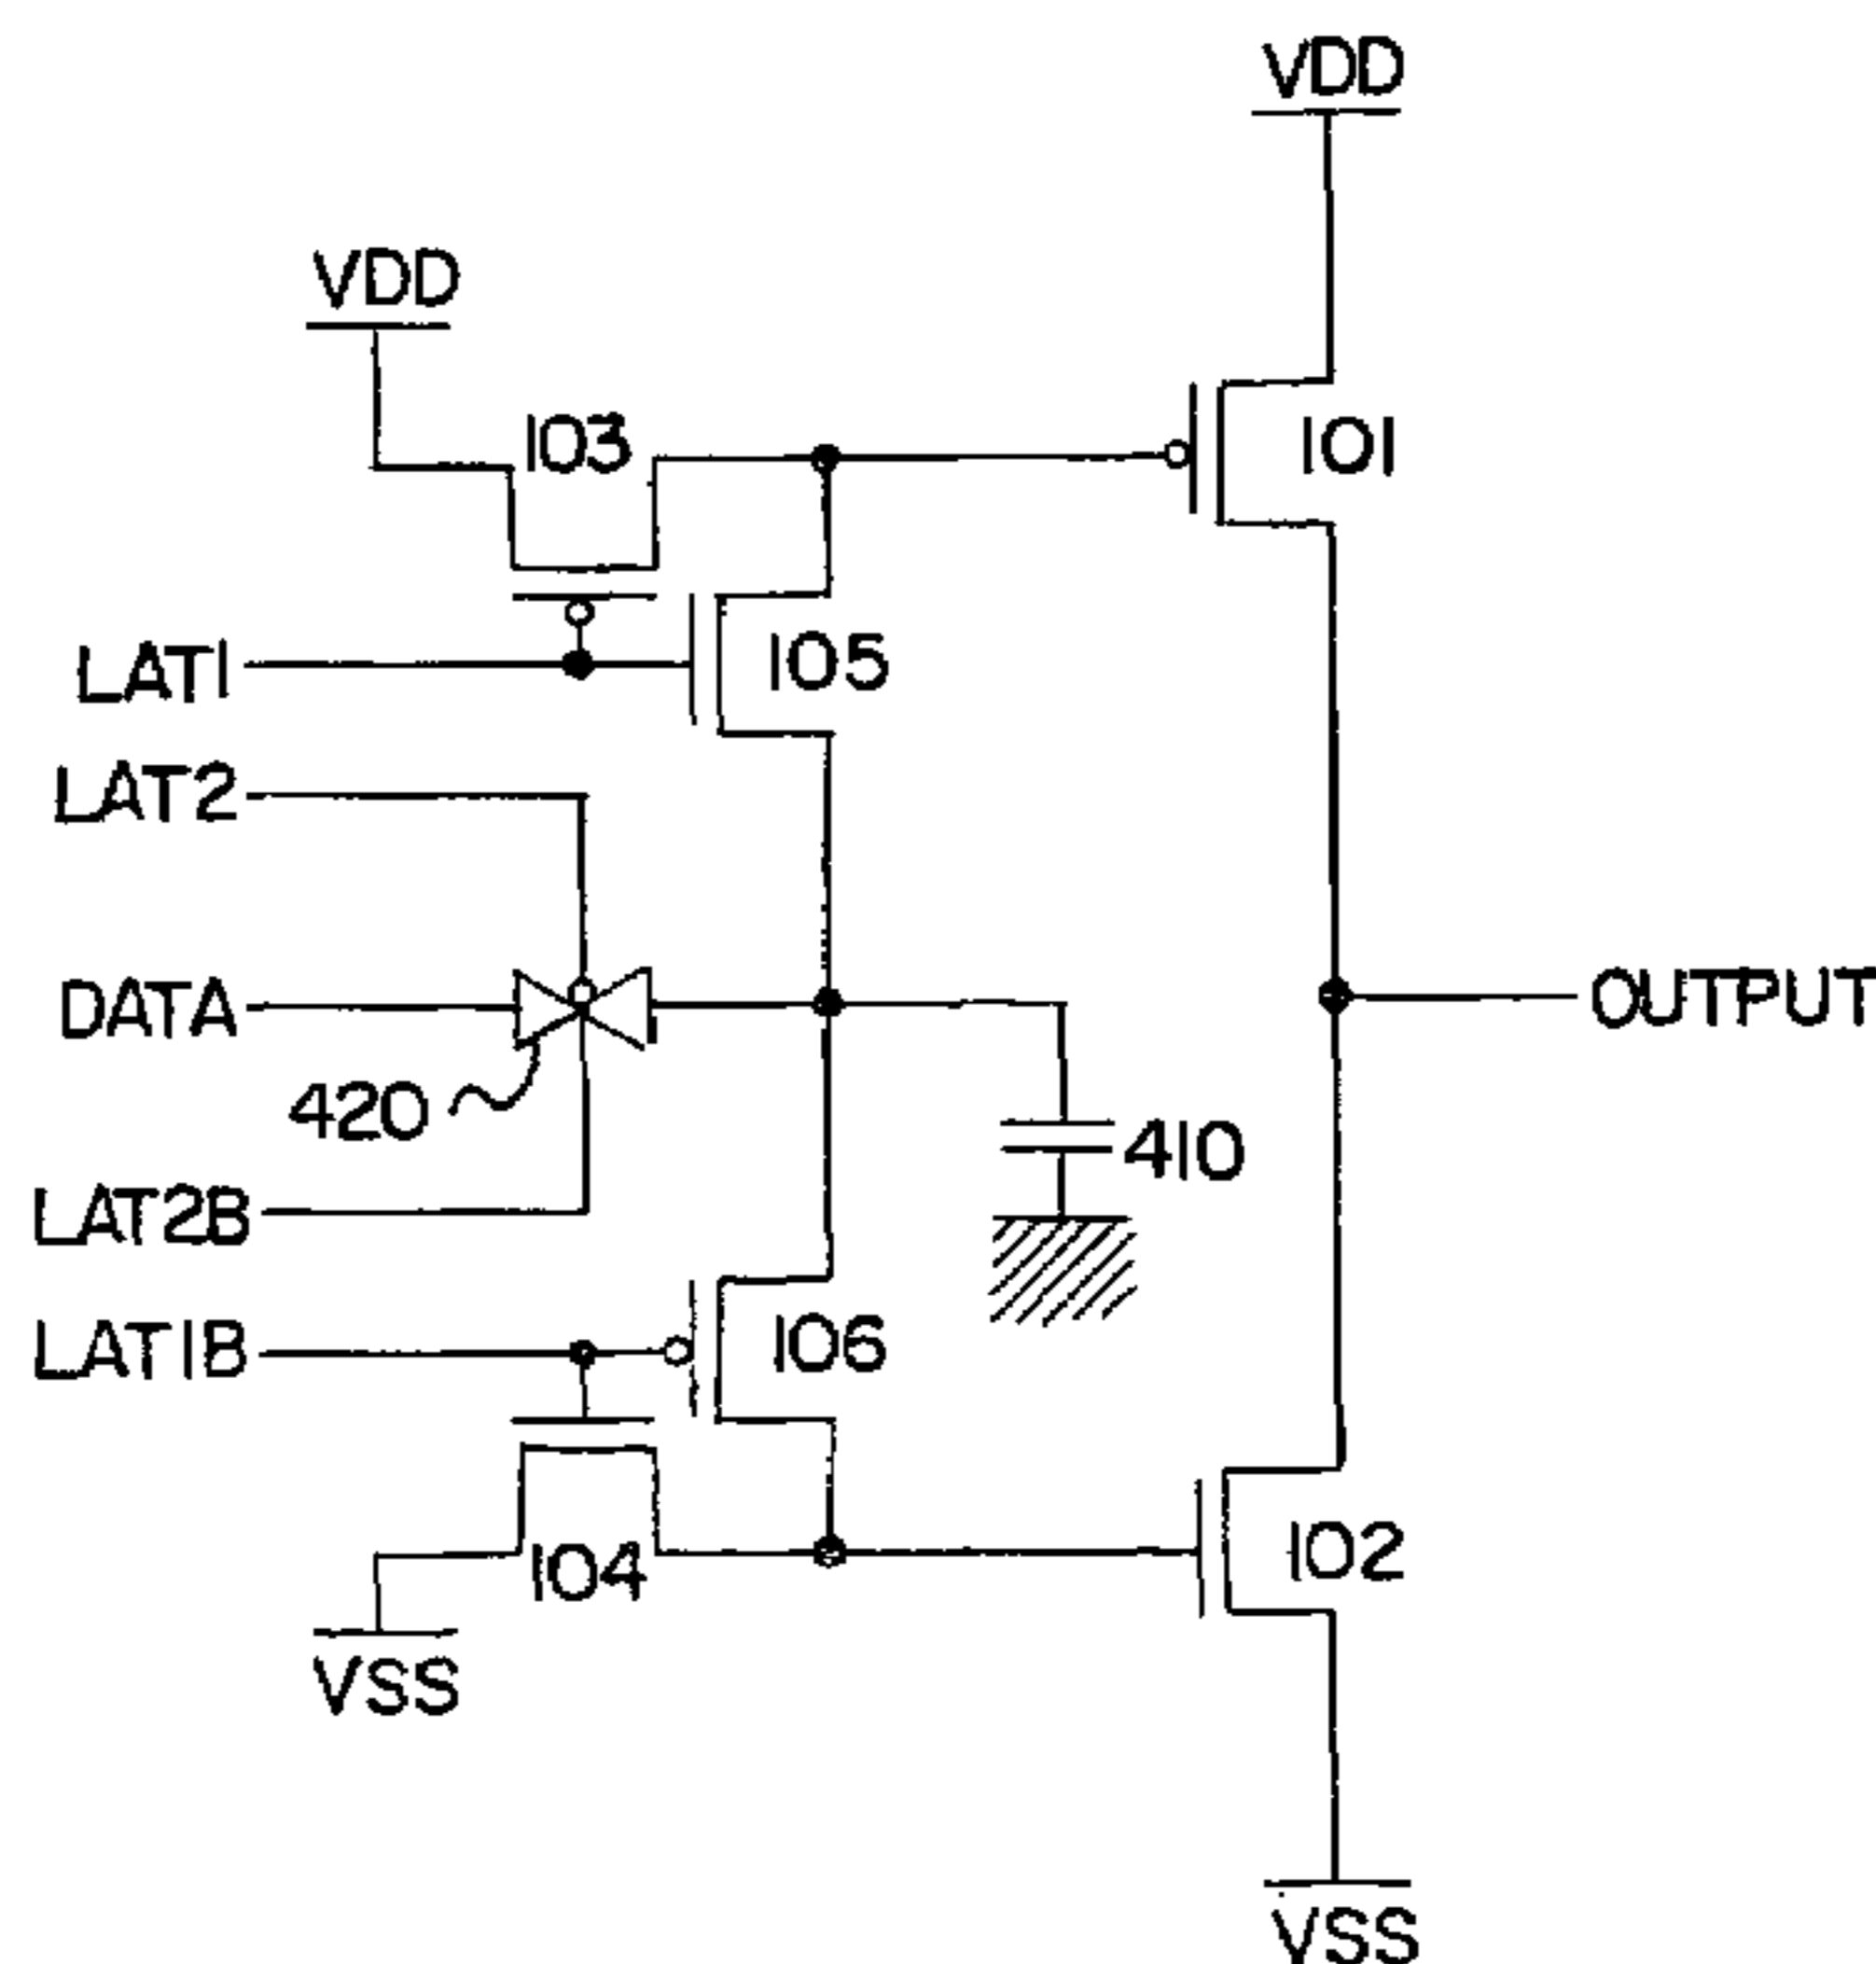 VDD
VDD
103
101
LAT1
105
LAT2
DATA
OUTPUT
420
410
LAT2B
LAT1B
106
104
102
VSS
VSS